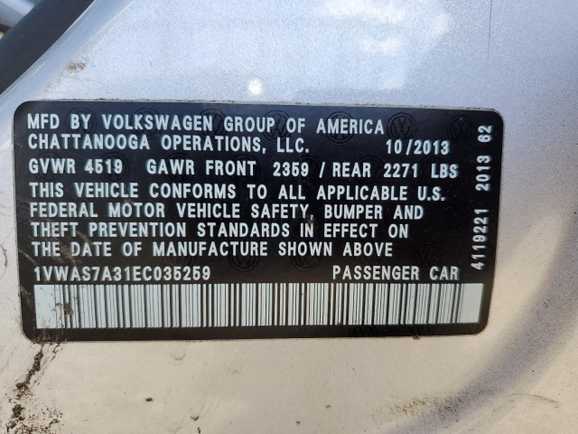 MFD BY VOLKSWAGEN GROUP OF AMERICA
CHATTANOOGA OPERATIONS, LLC. 10/2013
GVWR 4519 GAWR FRONT 2359 / REAR 2271 LBS
THIS VEHICLE CONFORMS TO ALL APPLICABLE U.S.
FEDERAL MOTOR VEHICLE SAFETY, BUMPER AND
THEFT PREVENTION STANDARDS IN EFFECT ON
THE DATE OF MANUFACTURE SHOWN ABOVE
1VWAS7A31EC035259 PASSENGER CAR
4119221 2013 62